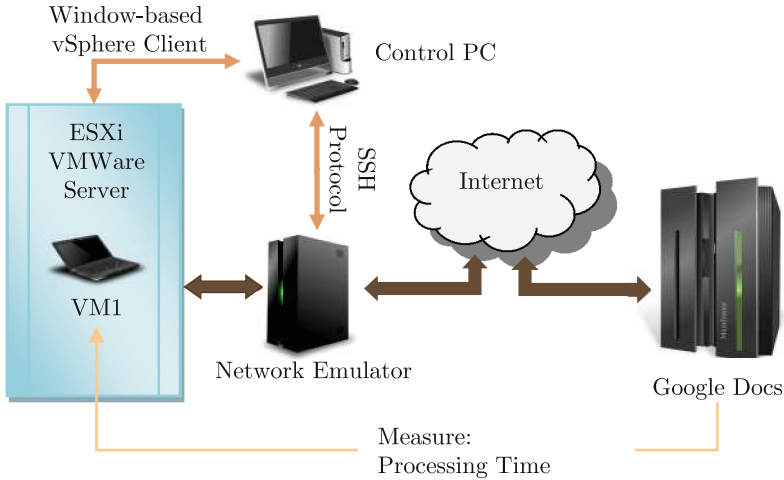 Window-based
vSphere Client
Control PC
ESXi
VMWare
Server
SSH
Protocol
Internet
VM1
Network Emulator
Mainframe
Google Docs
Measure:
Processing Time